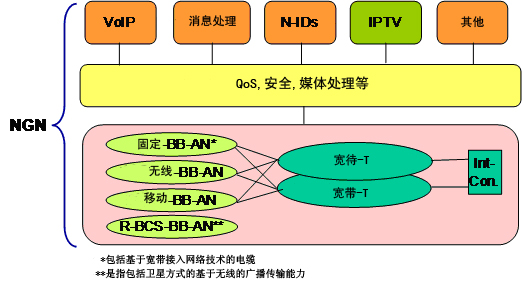 VoIP
消息处理
N-IDs
IPTV
其他
QoS,安全,媒体处理等
NGN
固定-BB-AN*
无线-BB-AN
移动-BB-AN
R-BCS-BB-AN**
宽待-T
宽带-T
Int-
Con.
*包括基于宽带接入网络技术的电缆
**是指包括卫星方式的基于无线的广播传输能力